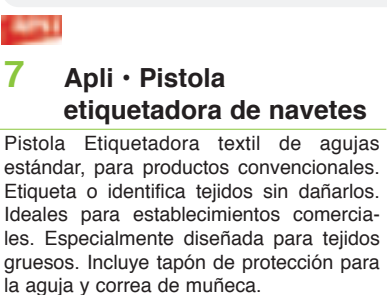 APLI
7 Apli · Pistola
etiquetadora de navetes
Pistola Etiquetadora textil de agujas
estándar, para productos convencionales.
Etiqueta o identifica tejidos sin dañarlos.
Ideales para establecimientos comercia-
les. Especialmente diseñada para tejidos
gruesos. Incluye tapón de protección para
la aguja y correa de muñeca.